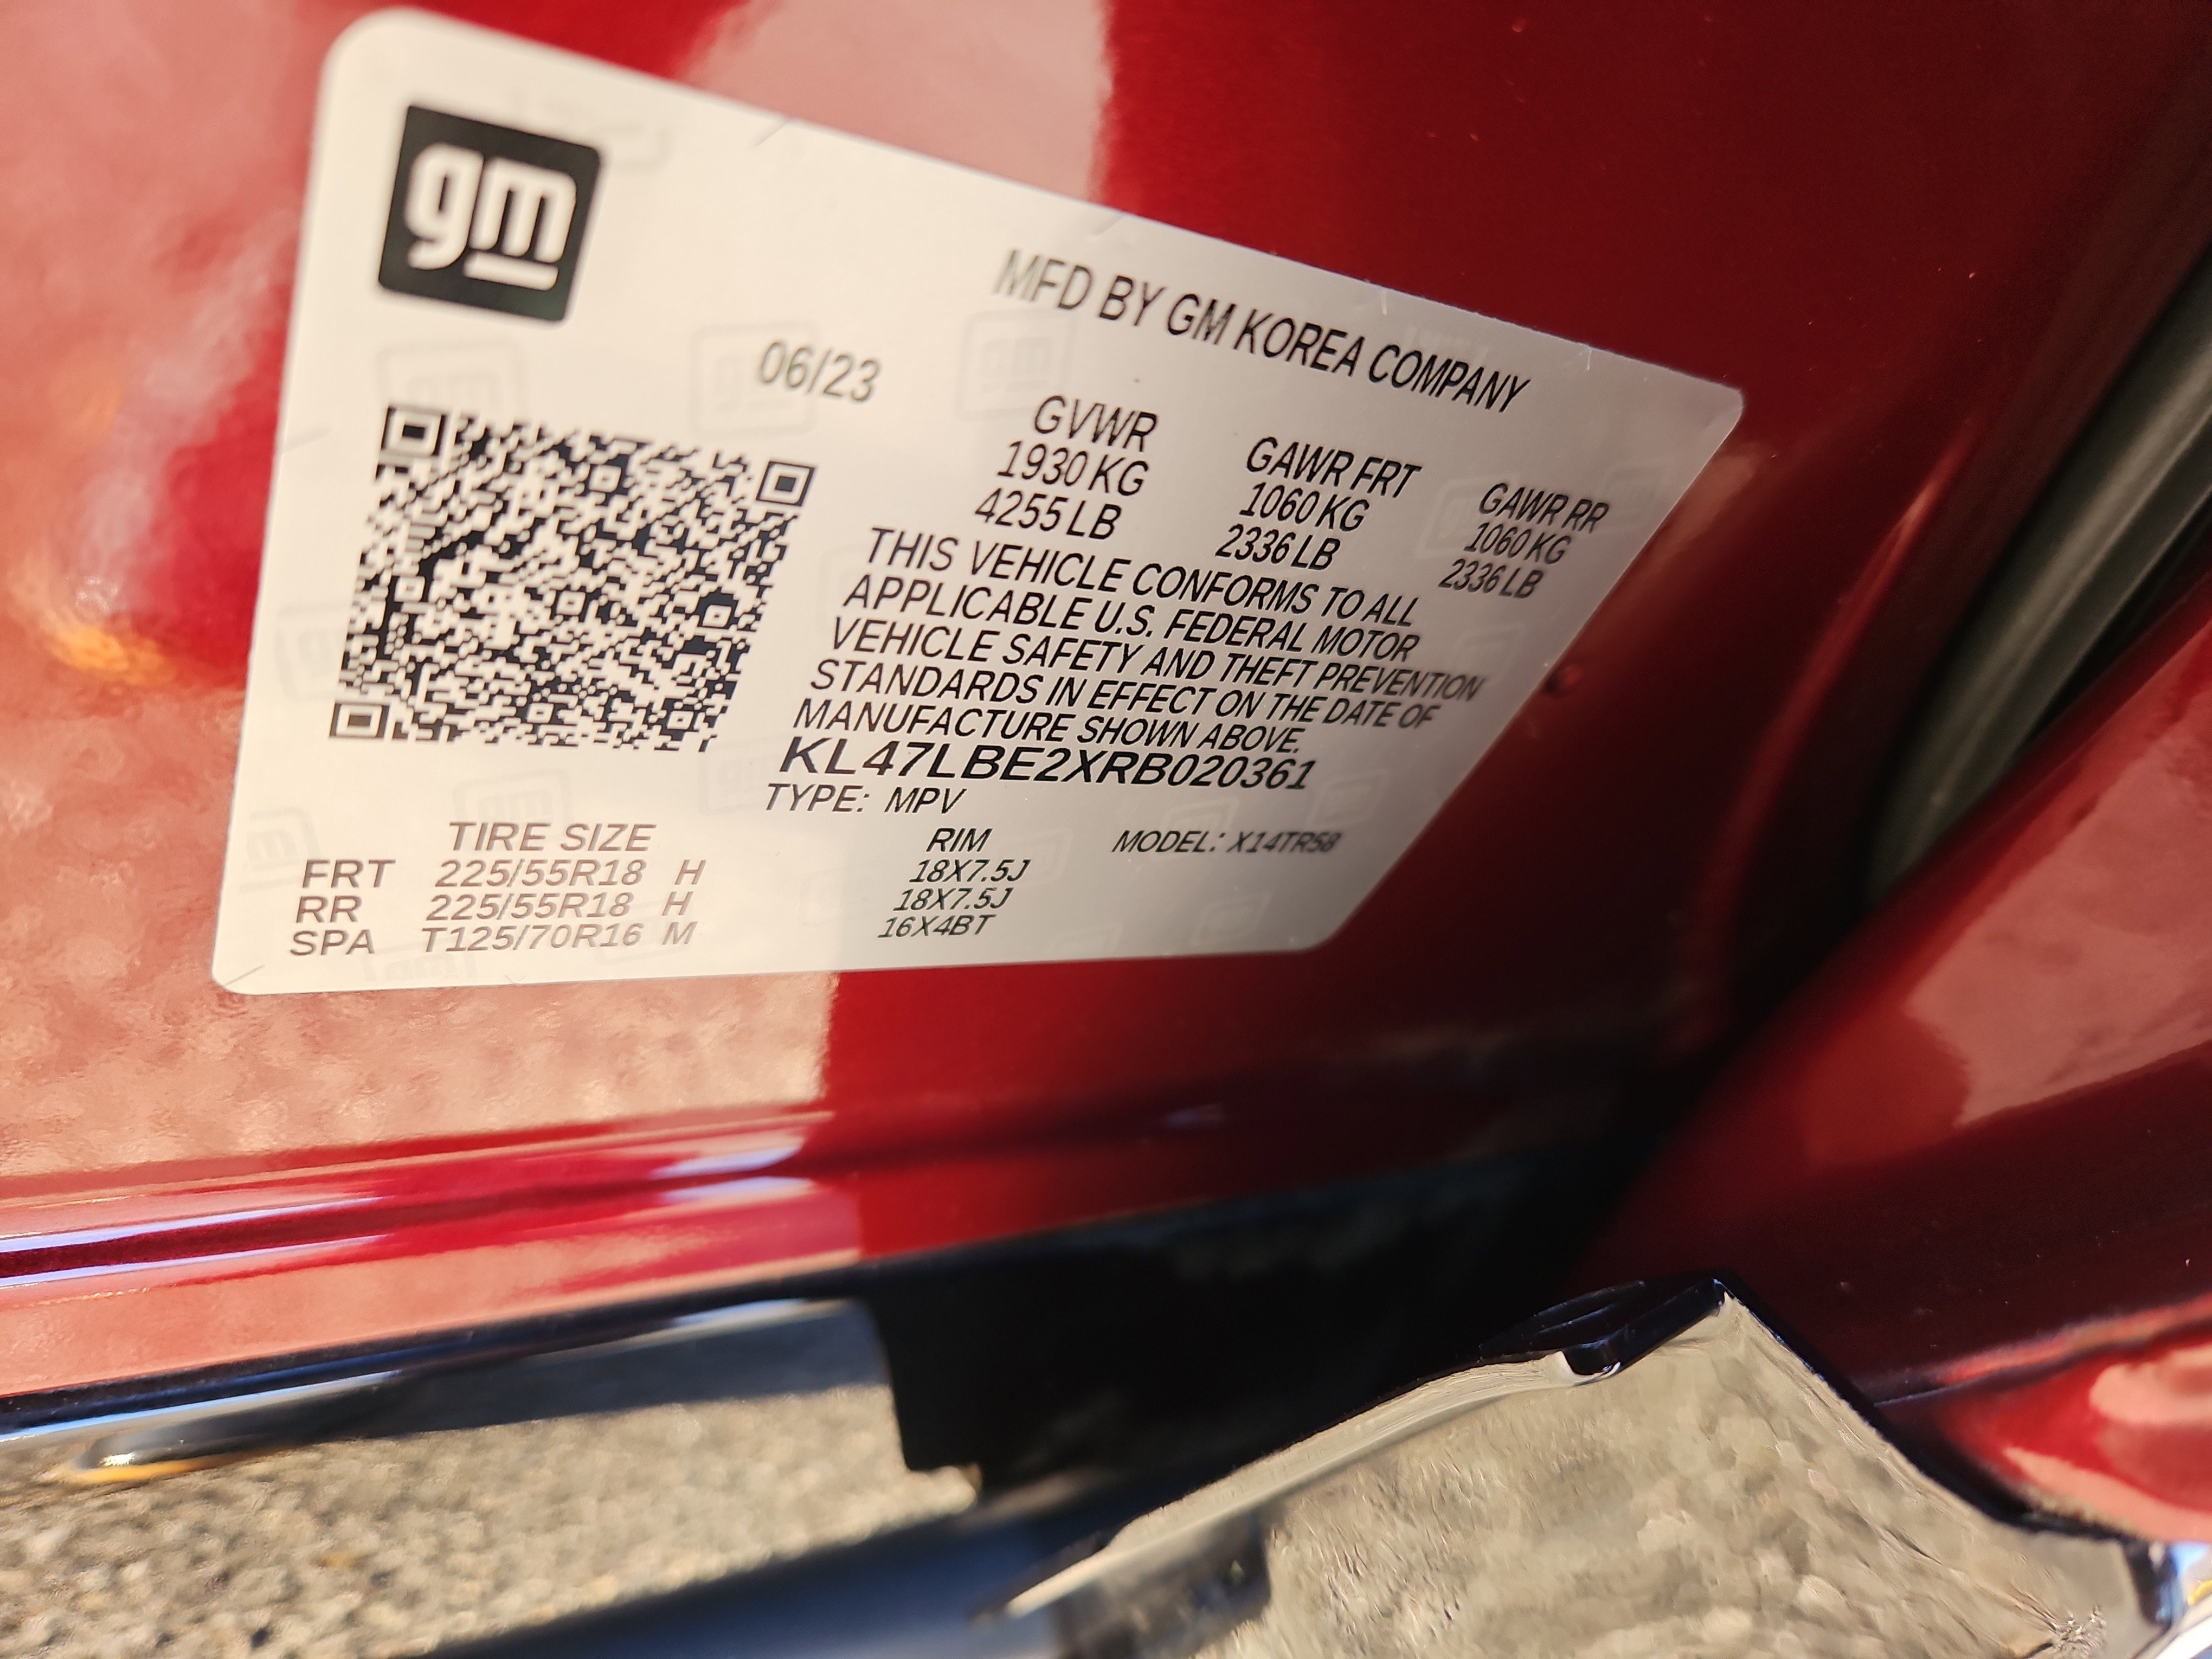 gm
MFD BY GM KOREA COMPANY
06/23
GVWR GAWR FRT GAWR RR
1930 KG 1060 KG 1060 KG
4255 LB 2336 LB 2336 LB
THIS VEHICLE CONFORMS TO ALL
APPLICABLE U.S. FEDERAL MOTOR
VEHICLE SAFETY AND THEFT PREVENTION
STANDARDS IN EFFECT ON THE DATE OF
MANUFACTURE SHOWN ABOVE.
KL47LBE2XRB020361
TYPE: MPV
TIRE SIZE RIM MODEL: X14TR58
FRT 225/55R18 H 18X7.5J
RR 225/55R18 H 18X7.5J
SPA T125/70R16 M 16X4BT